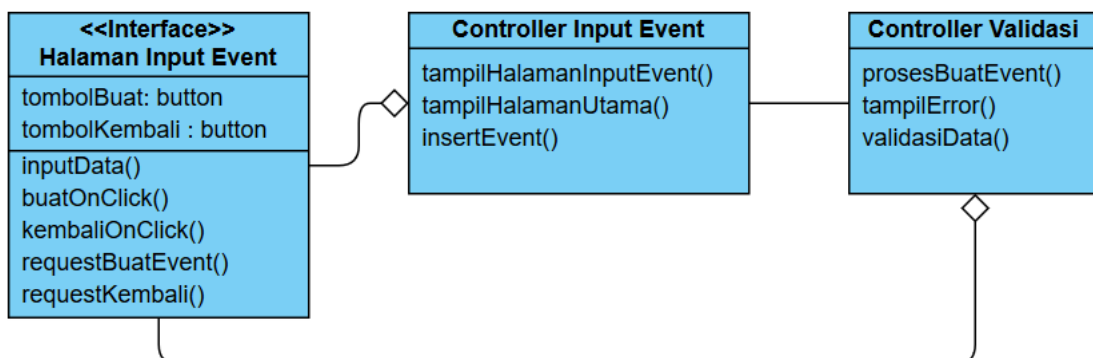 <<Interface>>
Halaman Input Event
tombolBuat: button
tombolKembali : button
inputData()
buatOnClick()
kembaliOnClick()
requestBuatEvent()
requestKembali()
Controller Input Event
tampilHalamanInputEvent()
tampilHalamanUtama()
insertEvent()
Controller Validasi
prosesBuatEvent()
tampilError()
validasiData()